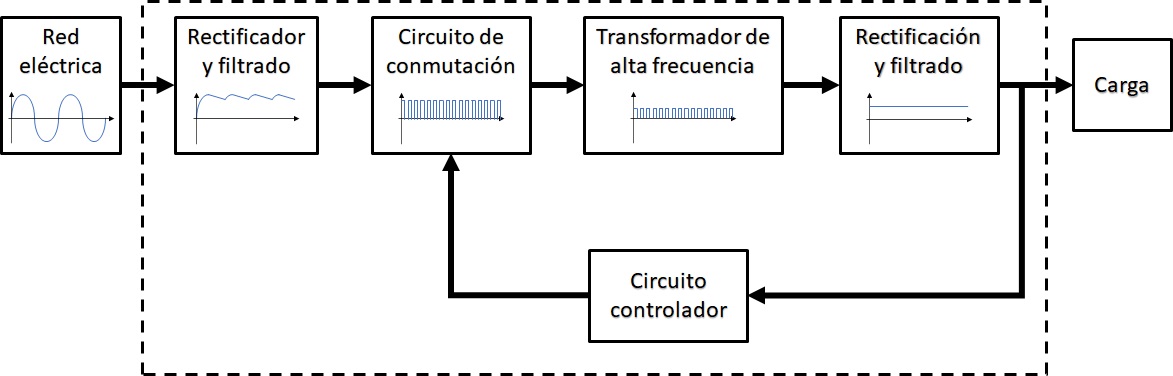 Red
eléctrica
Rectificador
y filtrado
Circuito de
conmutación
Transformador de
alta frecuencia
Rectificación
y filtrado
Carga
Circuito
controlador